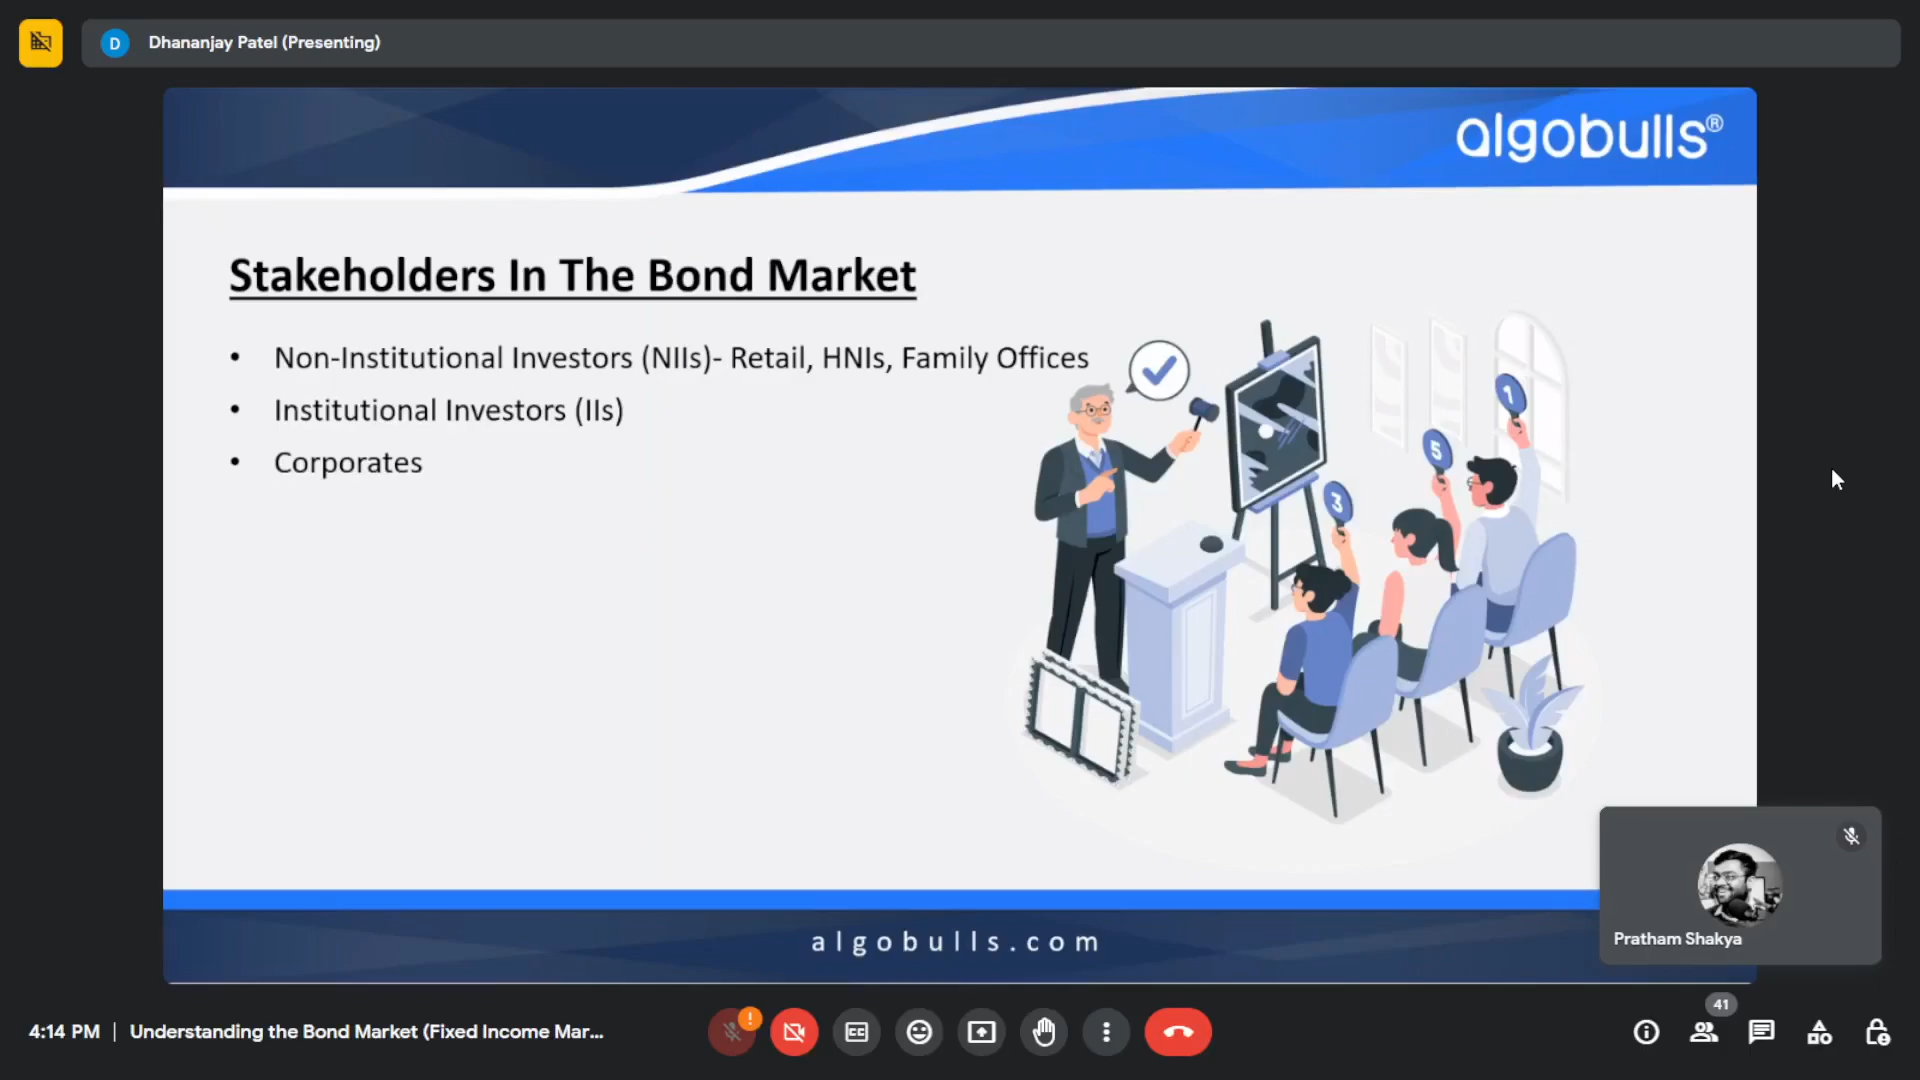 D
Dhananjay Patel (Presenting)
algobulls®
Stakeholders In The Bond Market
• Non-Institutional Investors (NIIs)- Retail, HNIs, Family Offices
• Institutional Investors (IIs)
• Corporates
1
5
3
algobulls.com
Pratham Shakya
41
4:14 PM | Understanding the Bond Market (Fixed Income Mar...
!
CC